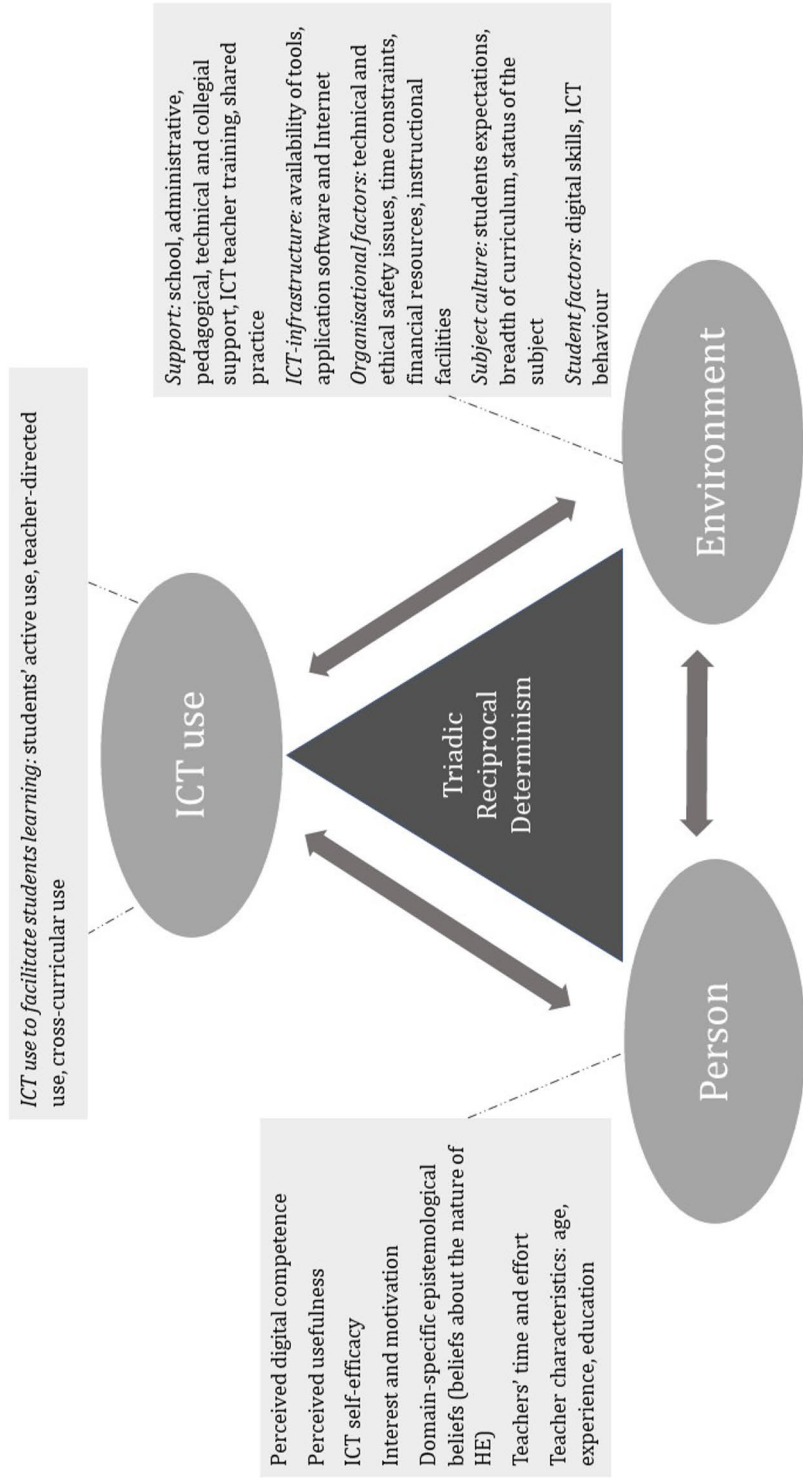 ICT use to facilitate students learning: students' active use, teacher-directed
use, cross-curricular use
ICT use
Perceived digital competence
Perceived usefulness
ICT self-efficacy
Interest and motivation
Domain-specific epistemological
beliefs (beliefs about the nature of
HE)
Teachers' time and effort
Teacher characteristics: age,
experience, education
Triadic
Reciprocal
Determinism
Support: school, administrative,
pedagogical, technical and collegial
support, ICT teacher training, shared
practice
ICT-infrastructure: availability of tools,
application software and Internet
Organisational factors: technical and
ethical safety issues, time constraints,
financial resources, instructional
facilities
Subject culture: students expectations,
breadth of curriculum, status of the
subject
Student factors: digital skills, ICT
behaviour
Person
Environment